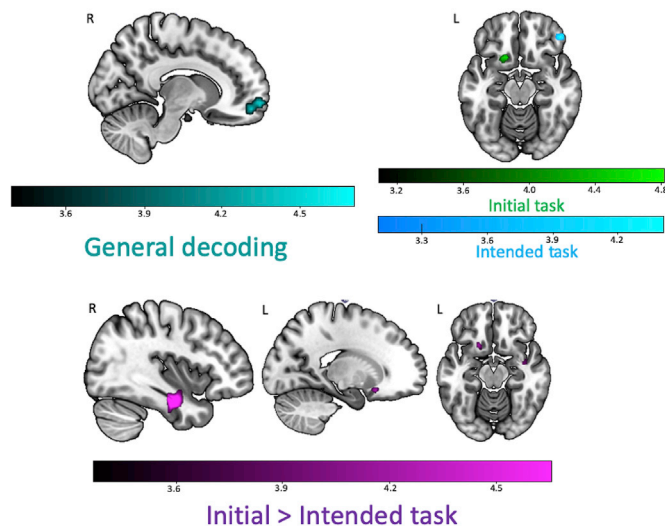 R
L
3.6 3.9 4.2 4.5
General decoding
3.2 3.6 4.0 4.4 4.8
Initial task
3.3 3.6 3.9 4.2
Intended task
R
L
L
3.6 3.9 4.2 4.5
Initial > Intended task